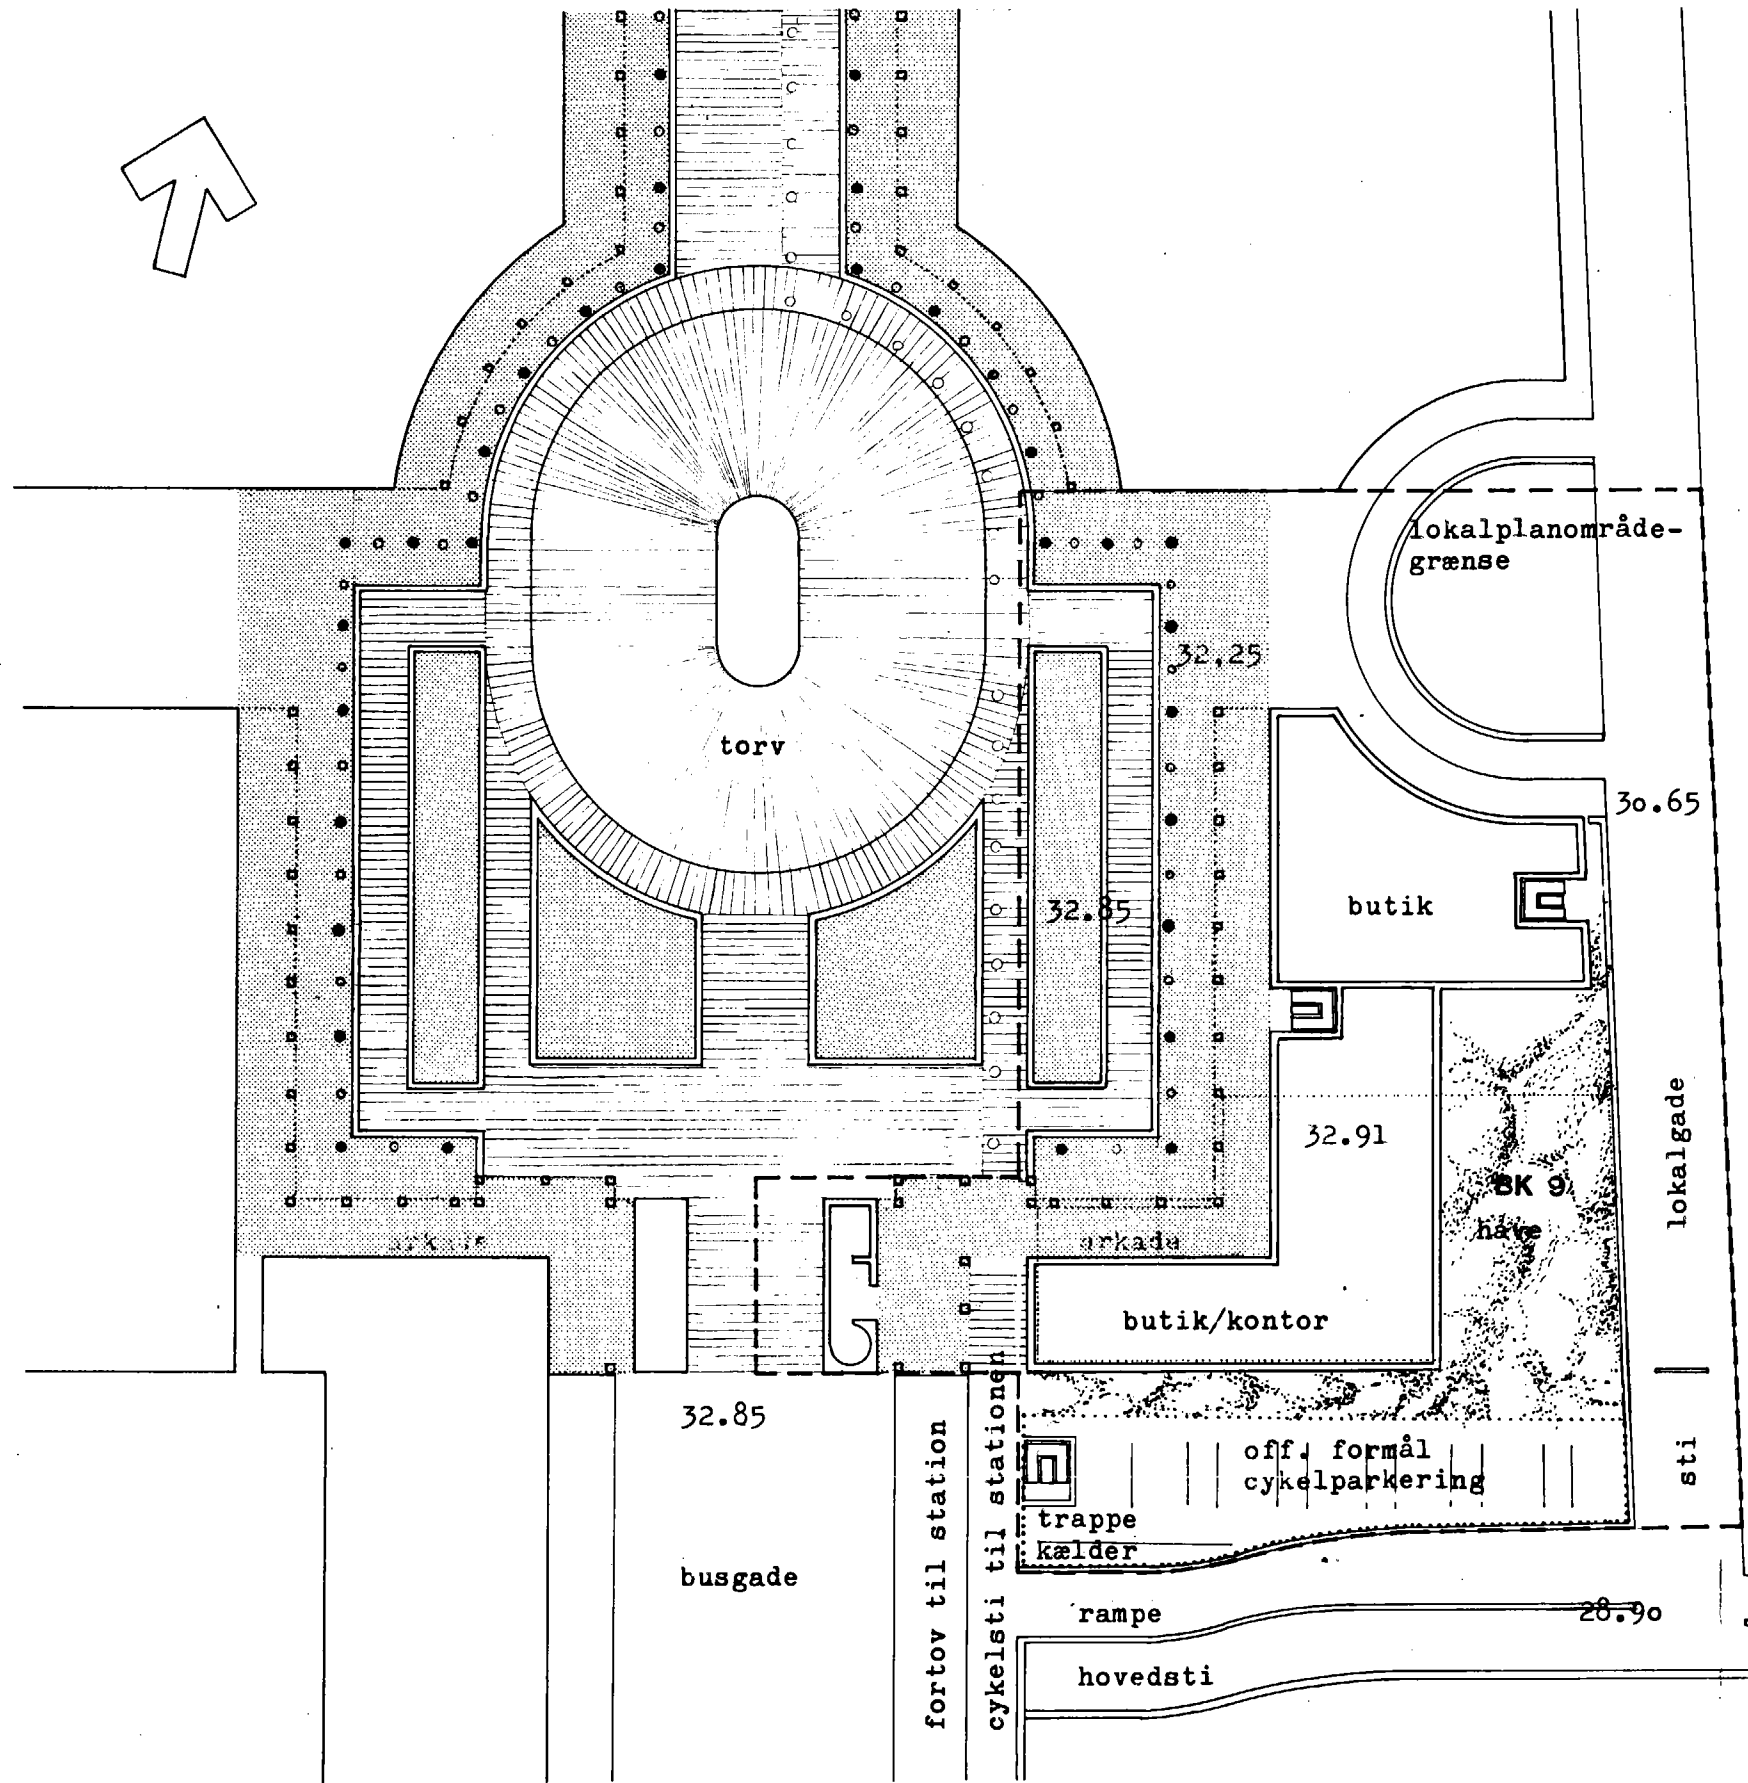 lokalplanområde-
grænse
32.25
torv
30.65
butik
32.85
32.91
lokalgade
BK 9
have
arkade
arkade
butik/kontor
32.85
fortov til station
cykelsti til stationen
off. formål
cykelparkering
sti
trappe
kælder
busgade
rampe
28.90
hovedsti